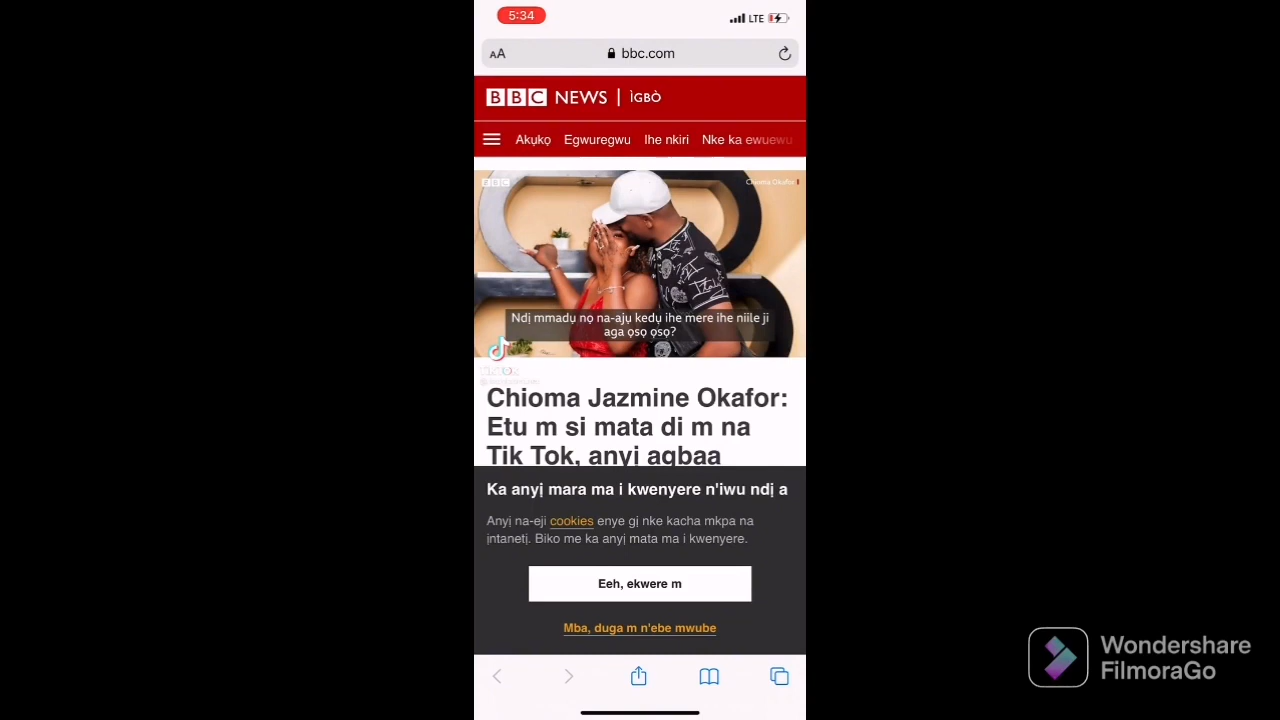 5:34
LTE
AA
bbc.com
BBC NEWS | ÌGBÒ
Akụkọ Egwuregwu Ihe nkiri Nke ka ewuewu
BBC
Chioma Okafor
Ndị mmadụ nọ na-ajụ kedụ ihe mere ihe niile ji
aga ọsọ ọsọ?
Chioma Jazmine Okafor:
Etu m si mata di m na
Tik Tok, anyị agbaa
Ka anyị mara ma i kwenyere n'iwu ndị a
Anyị na-eji cookies enye gị nke kacha mkpa na
ịntanetị. Biko me ka anyị mata ma i kwenyere.
Eeh, ekwere m
Mba, duga m n'ebe mwube
Wondershare
FilmoraGo